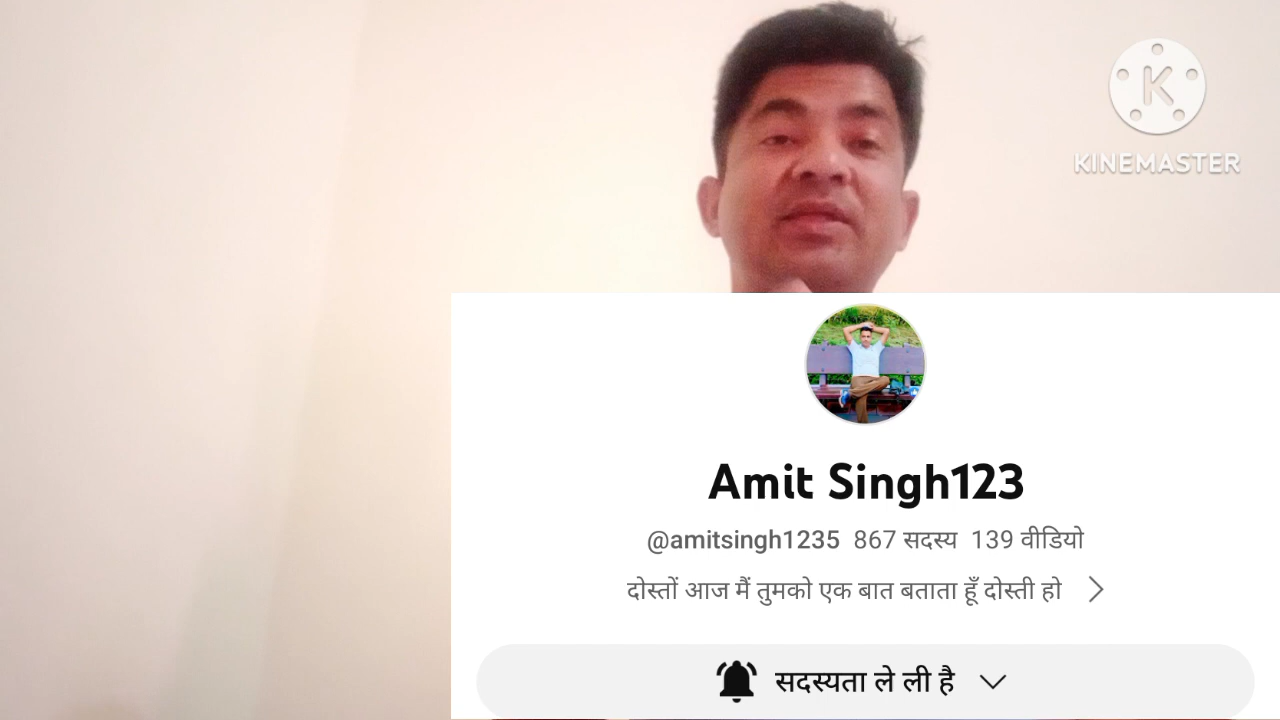 K
KINEMASTER
Amit Singh123
@amitsingh1235 867 सदस्य 139 वीडियो
दोस्तों आज मैं तुमको एक बात बताता हूँ दोस्ती हो
सदस्यता ले ली है